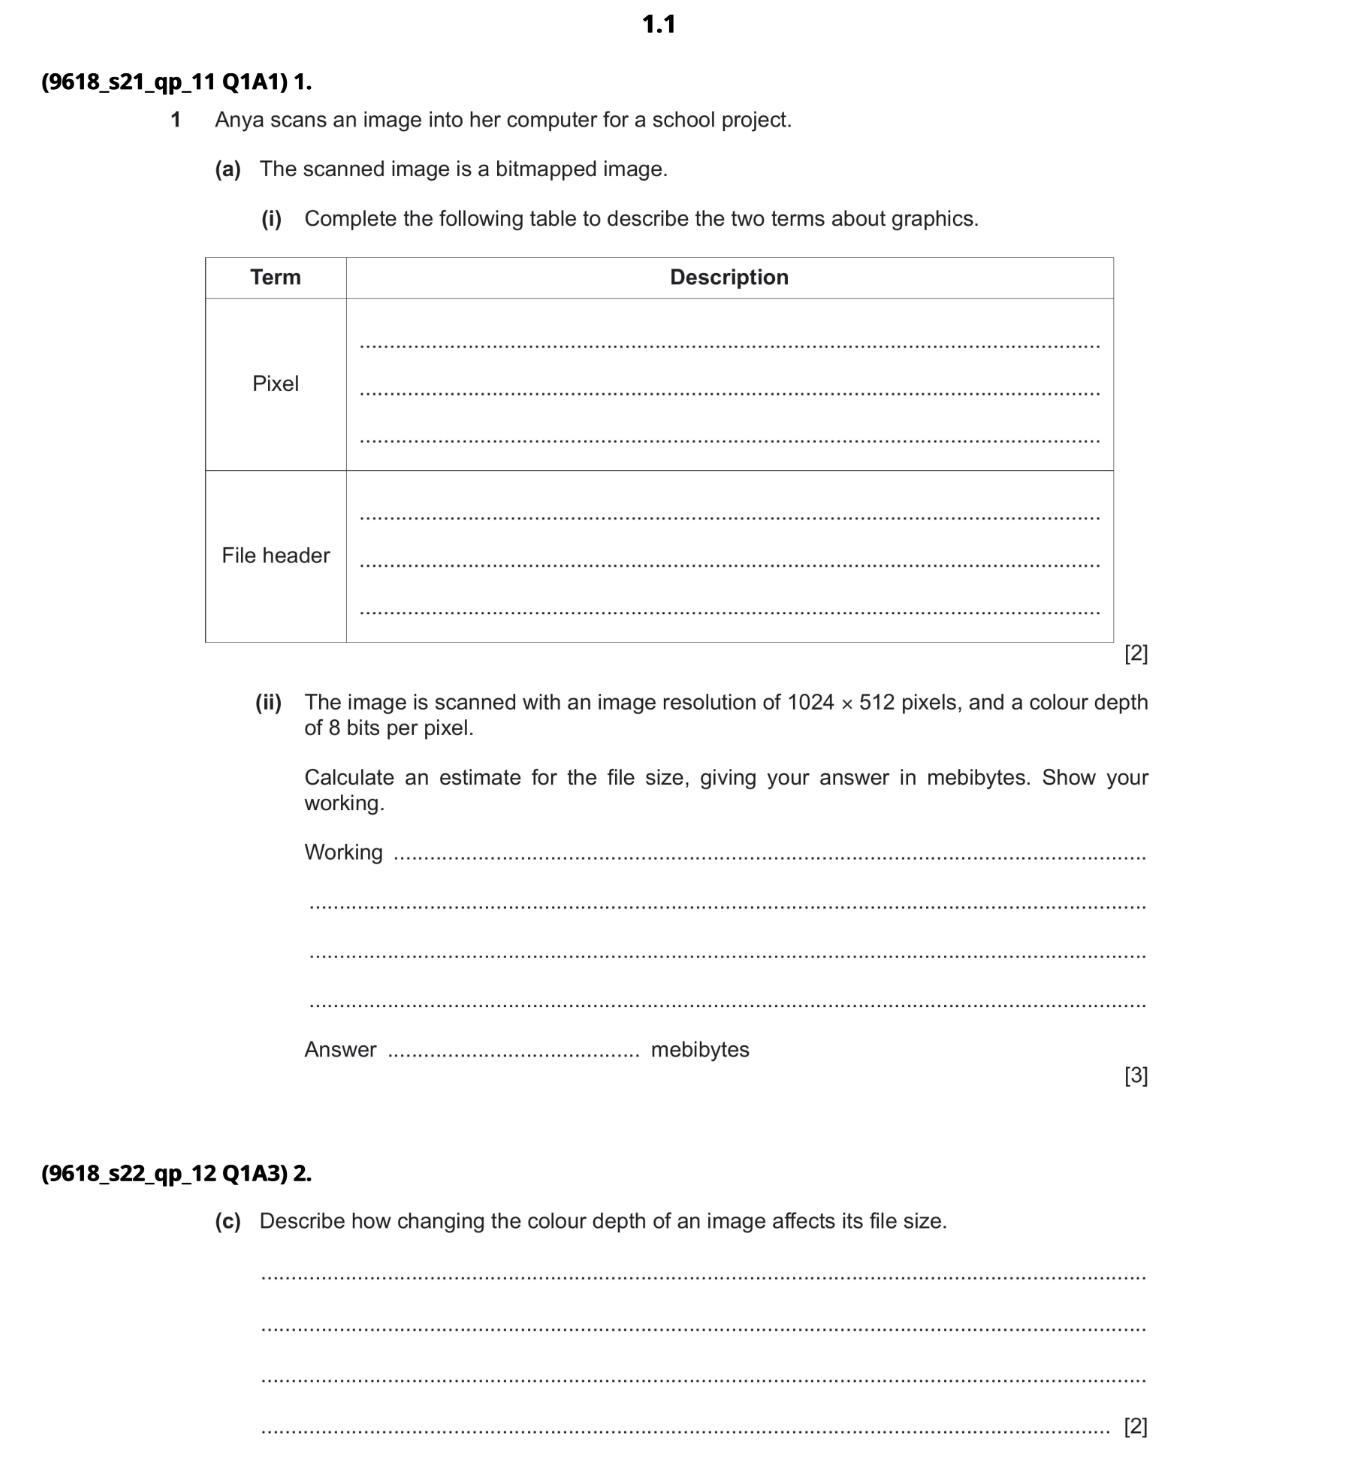 1.1
(9618_s21_qp_11 Q1A1) 1.
1 Anya scans an image into her computer for a school project.
(a) The scanned image is a bitmapped image.
(i) Complete the following table to describe the two terms about graphics.
Term Description
Pixel
File header
[2]
(ii) The image is scanned with an image resolution of 1024 × 512 pixels, and a colour depth
of 8 bits per pixel.
Calculate an estimate for the file size, giving your answer in mebibytes. Show your
working.
Working ........................................................................
Answer .......................................... mebibytes
[3]
(9618_s22_qp_12 Q1A3) 2.
(c) Describe how changing the colour depth of an image affects its file size.
[2]